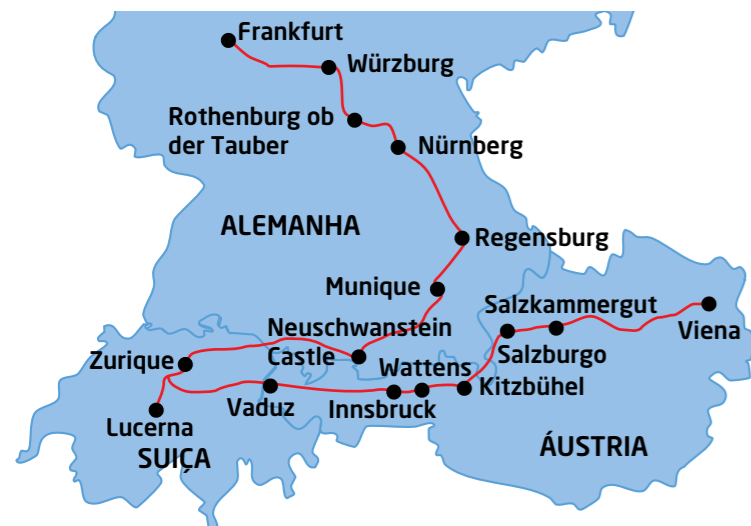 Frankfurt
Würzburg
Rothenburg ob
der Tauber
Nürnberg
ALEMANHA
Regensburg
Munique
Salzkammergut
Neuschwanstein
Castle
Viena
Salzburgo
Zurique
Wattens
Kitzbühel
Vaduz
Innsbruck
Lucerna
SUIÇA
ÁUSTRIA